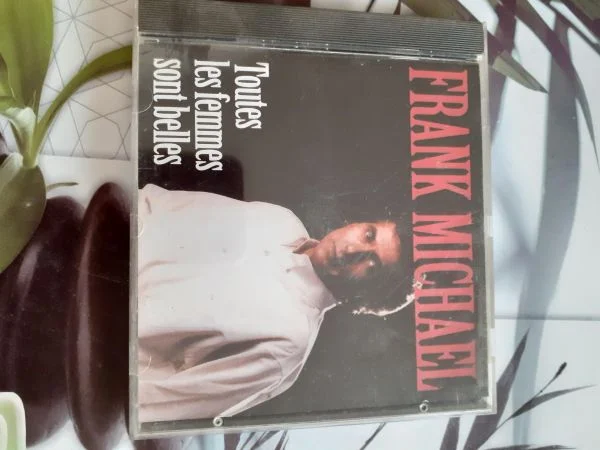 FRANK MICHAEL
Toutes
les femmes
sont belles